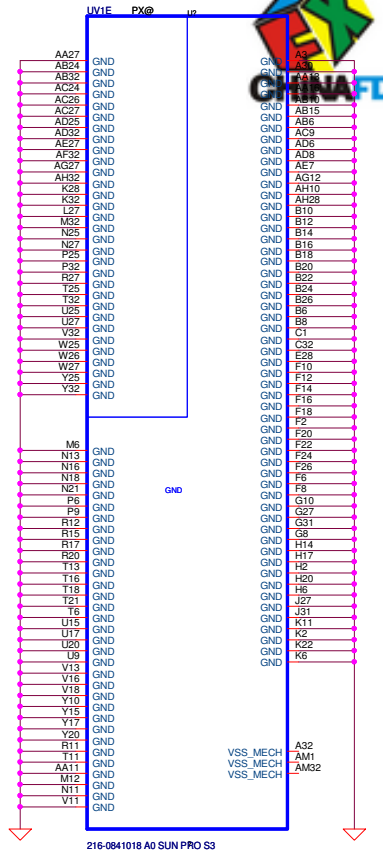 UV1E PX@
AA27 GND GND A3
AB24 GND GND A30
AB32 GND GND AA13
AC24 GND GND
AC26 GND GND AB10
AC27 GND GND AB15
AD25 GND GND AB6
AD32 GND GND AC9
AE27 GND GND AD6
AF32 GND GND AD8
AG27 GND GND AE7
AH32 GND GND AG12
K28 GND GND AH10
K32 GND GND AH28
L27 GND GND B10
M32 GND GND B12
N25 GND GND B14
N27 GND GND B16
P25 GND GND B18
P32 GND GND B20
R27 GND GND B22
T25 GND GND B24
T32 GND GND B26
U25 GND GND B6
U27 GND GND B8
V32 GND GND C1
W25 GND GND C32
W26 GND GND E28
W27 GND GND F10
Y25 GND GND F12
Y32 GND GND F14
GND F16
GND F18
GND F2
GND F20
M6 GND GND F22
N13 GND GND F24
N16 GND GND F26
N18 GND GND F6
N21 GND GND GND F8
P6 GND GND G10
P9 GND GND G27
R12 GND GND G31
R15 GND GND G8
R17 GND GND H14
R20 GND GND H17
T13 GND GND H2
T16 GND GND H20
T18 GND GND H6
T21 GND GND J27
T6 GND GND J31
U15 GND GND K11
U17 GND GND K2
U20 GND GND K22
U9 GND GND K6
V13 GND
V16 GND
V18 GND
Y10 GND
Y15 GND
Y17 GND
Y20 GND
R11 GND VSS_MECH A32
T11 GND VSS_MECH AM1
AA11 GND VSS_MECH AM32
M12 GND
N11 GND
V11 GND
216-0841018 A0 SUN PRO S3